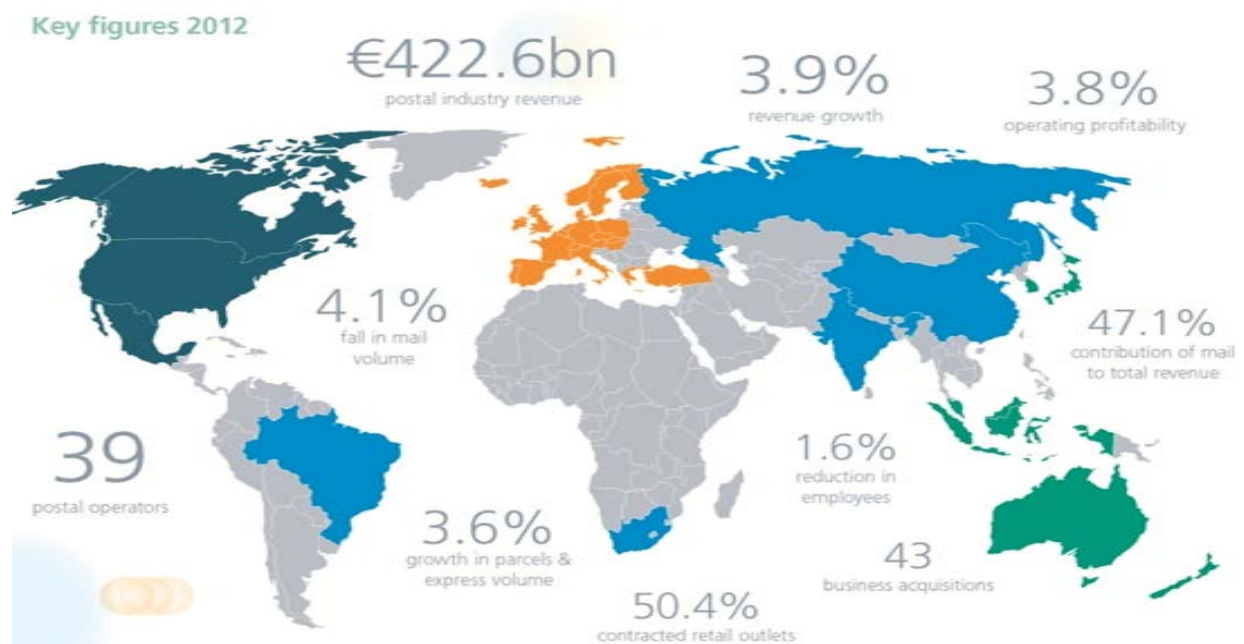 Key figures 2012
€422.6bn
postal industry revenue
3.9%
revenue growth
3.8%
operating profitability
4.1%
fall in mail
volume
47.1%
contribution of mail
to total revenue
39
postal operators
1.6%
reduction in
employees
3.6%
growth in parcels &
express volume
43
business acquisitions
50.4%
contracted retail outlets